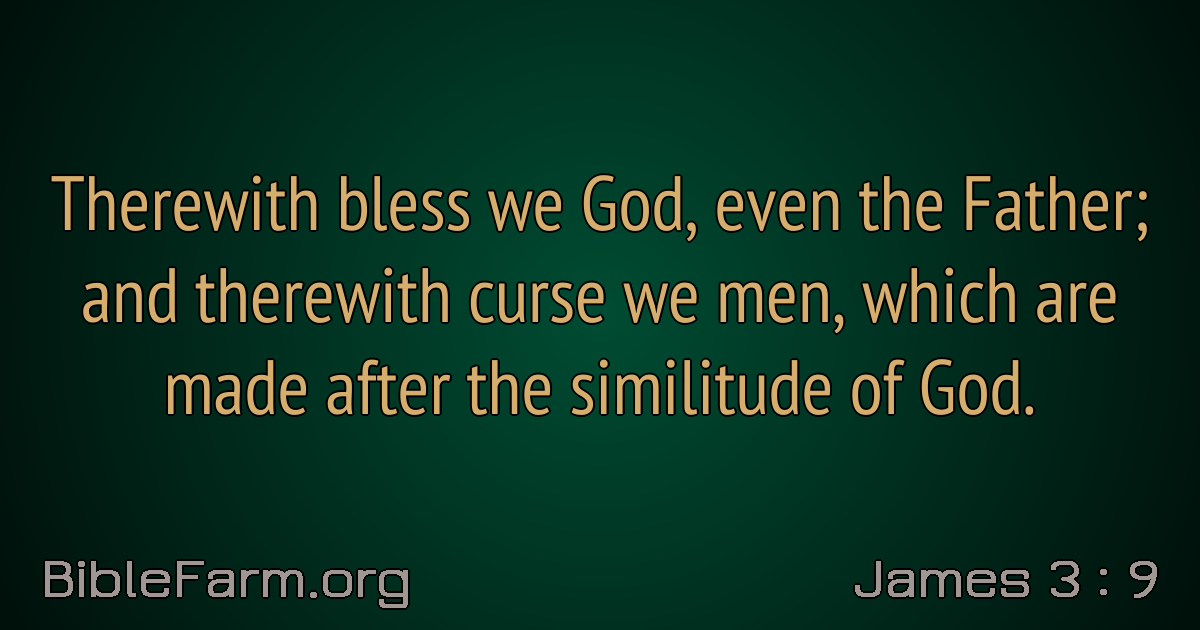 Therewith bless we God, even the Father;
and therewith curse we men, which are
made after the similitude of God.
BibleFarm.org
James 3 : 9